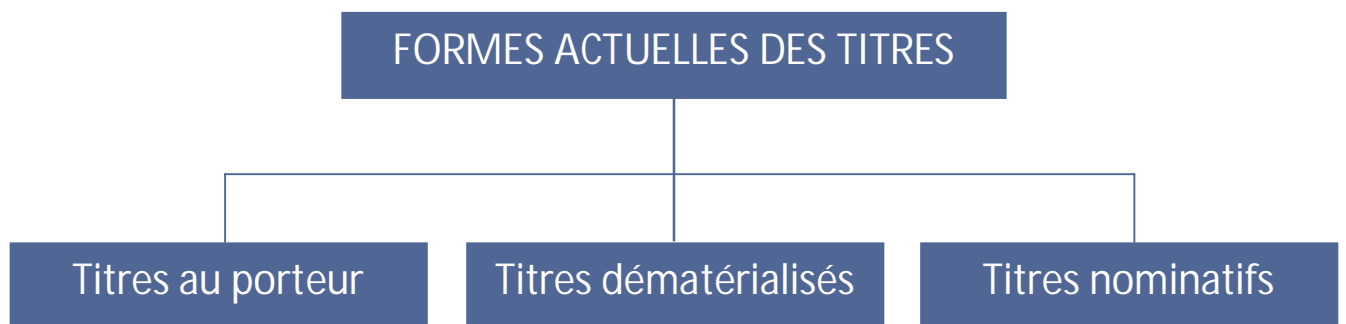 FORMES ACTUELLES DES TITRES
Titres au porteur
Titres dématérialisés
Titres nominatifs